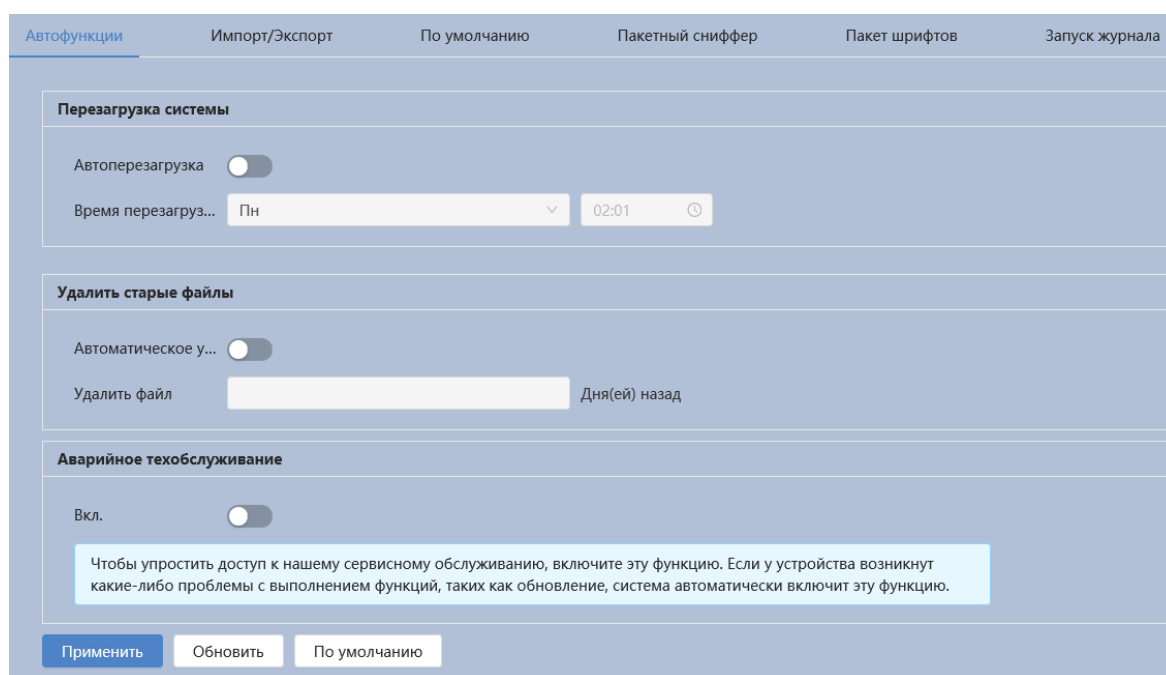 Автофункции Импорт/Экспорт По умолчанию Пакетный сниффер Пакет шрифтов Запуск журнала
Перезагрузка системы
Автоперезагрузка
Время перезагруз... Пн 02:01
Удалить старые файлы
Автоматическое у...
Удалить файл Дня(ей) назад
Аварийное техобслуживание
Вкл.
Чтобы упростить доступ к нашему сервисному обслуживанию, включите эту функцию. Если у устройства возникнут
какие-либо проблемы с выполнением функций, таких как обновление, система автоматически включит эту функцию.
Применить Обновить По умолчанию